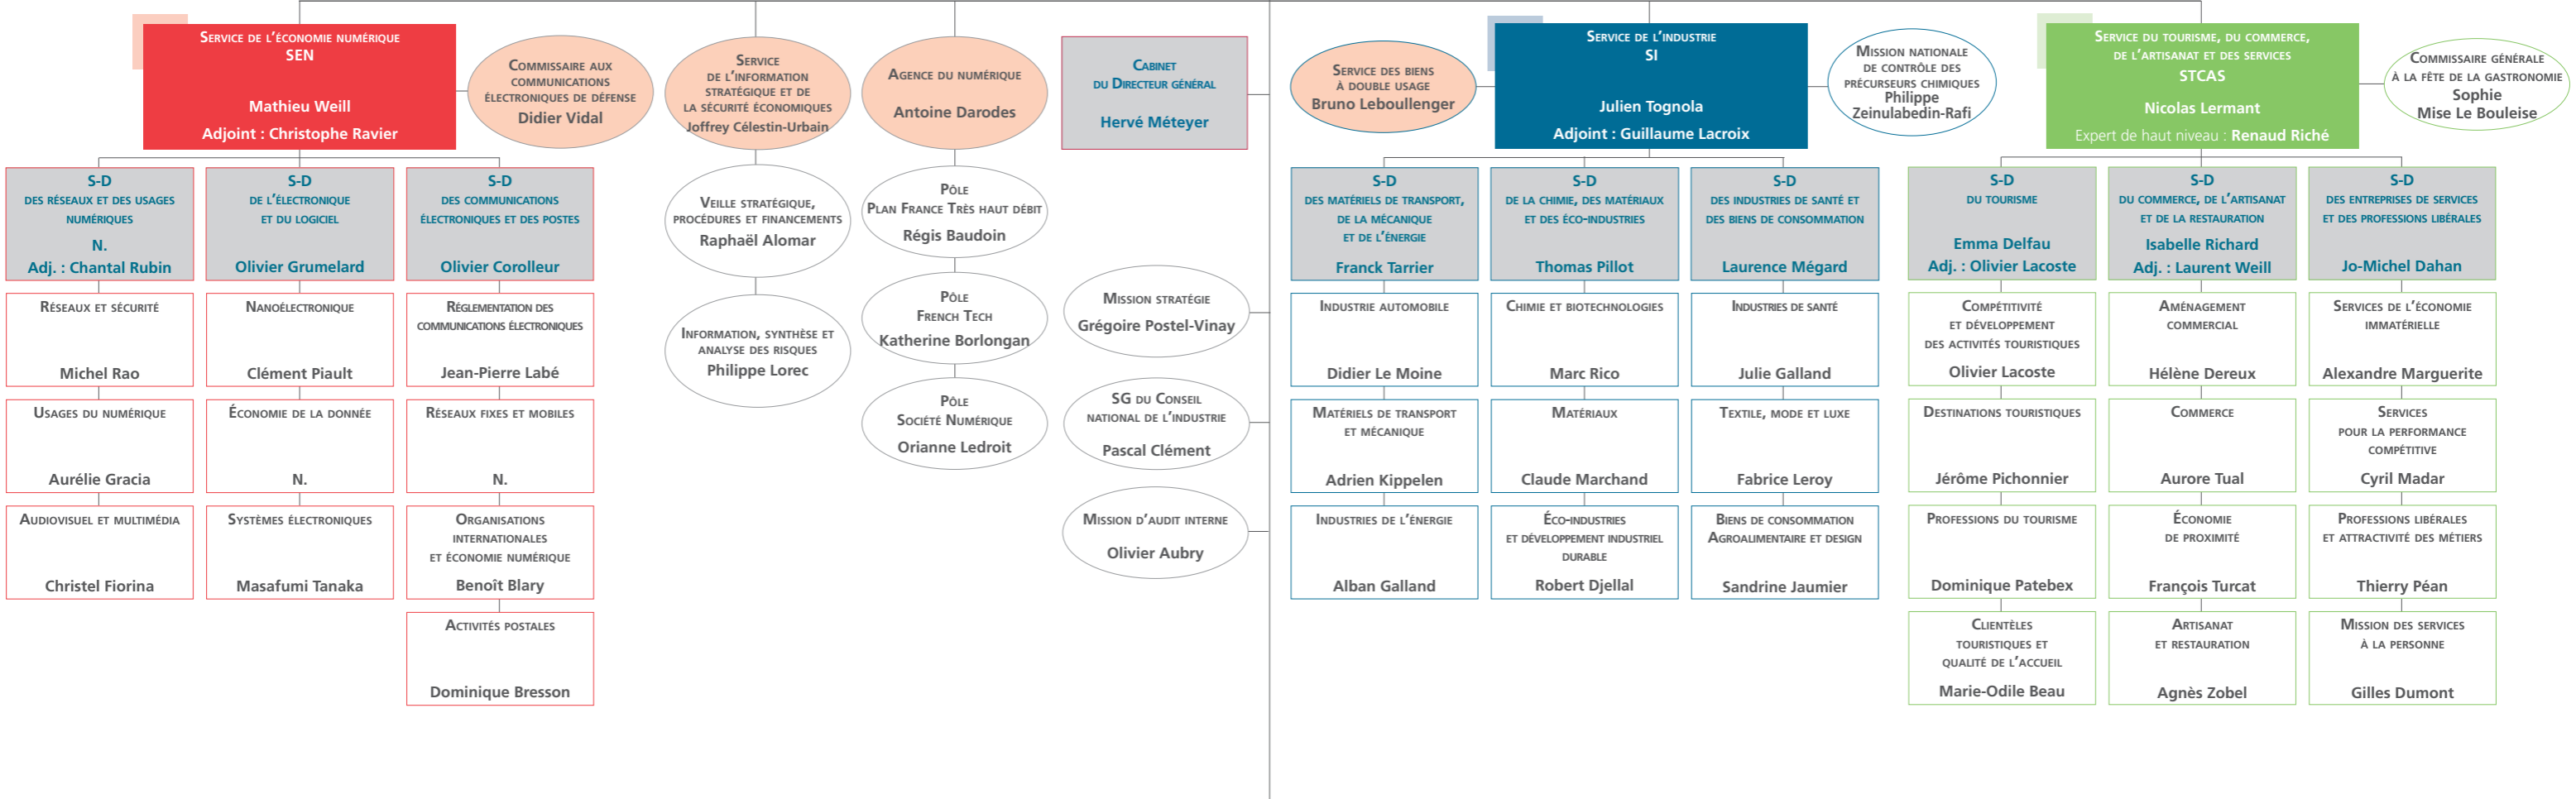 Service de l'économie numérique
SEN
Mathieu Weill
Adjoint : Christophe Ravier
Commissaire aux
communications
électroniques de défense
Didier Vidal
Service
de l'information
stratégique et de
la sécurité économiques
Joffrey Célestin-Urbain
Agence du numérique
Antoine Darodes
Cabinet
du Directeur général
Hervé Méteyer
Service des biens
à double usage
Bruno Leboullenger
Service de l'industrie
SI
Julien Tognola
Adjoint : Guillaume Lacroix
Mission nationale
de contrôle des
précurseurs chimiques
Philippe
Zeinulabedin-Rafi
Service du tourisme, du commerce,
de l'artisanat et des services
STCAS
Nicolas Lermant
Expert de haut niveau : Renaud Riché
Commissaire générale
à la fête de la gastronomie
Sophie
Mise Le Bouleise
S-D
des réseaux et des usages
numériques
N.
Adj. : Chantal Rubin
Réseaux et sécurité
Michel Rao
Usages du numérique
Aurélie Gracia
Audiovisuel et multimédia
Christel Fiorina
S-D
de l'électronique
et du logiciel
Olivier Grumelard
Nanoélectronique
Clément Piault
Économie de la donnée
N.
Systèmes électroniques
Masafumi Tanaka
S-D
des communications
électroniques et des postes
Olivier Corolleur
Réglementation des
communications électroniques
Jean-Pierre Labé
Réseaux fixes et mobiles
N.
Organisations
internationales
et économie numérique
Benoît Blary
Activités postales
Dominique Bresson
Veille stratégique,
procédures et financements
Raphaël Alomar
Information, synthèse et
analyse des risques
Philippe Lorec
Pôle
Plan France Très haut débit
Régis Baudoin
Pôle
French Tech
Katherine Borlongan
Pôle
Société Numérique
Orianne Ledroit
Mission stratégie
Grégoire Postel-Vinay
SG du Conseil
national de l'industrie
Pascal Clément
Mission d'audit interne
Olivier Aubry
S-D
des matériels de transport,
de la mécanique
et de l'énergie
Franck Tarrier
Industrie automobile
Didier Le Moine
Matériels de transport
et mécanique
Adrien Kippelen
Industries de l'énergie
Alban Galland
S-D
de la chimie, des matériaux
et des éco-industries
Thomas Pillot
Chimie et biotechnologies
Marc Rico
Matériaux
Claude Marchand
Éco-industries
et développement industriel
durable
Robert Djellal
S-D
des industries de santé et
des biens de consommation
Laurence Mégard
Industries de santé
Julie Galland
Textile, mode et luxe
Fabrice Leroy
Biens de consommation
Agroalimentaire et design
Sandrine Jaumier
S-D
du tourisme
Emma Delfau
Adj. : Olivier Lacoste
Compétitivité
et développement
des activités touristiques
Olivier Lacoste
Destinations touristiques
Jérôme Pichonnier
Professions du tourisme
Dominique Patebex
Clientèles
touristiques et
qualité de l'accueil
Marie-Odile Beau
S-D
du commerce, de l'artisanat
et de la restauration
Isabelle Richard
Adj. : Laurent Weill
Aménagement
commercial
Hélène Dereux
Commerce
Aurore Tual
Économie
de proximité
François Turcat
Artisanat
et restauration
Agnès Zobel
S-D
des entreprises de services
et des professions libérales
Jo-Michel Dahan
Services de l'économie
immatérielle
Alexandre Marguerite
Services
pour la performance
compétitive
Cyril Madar
Professions libérales
et attractivité des métiers
Thierry Péan
Mission des services
à la personne
Gilles Dumont